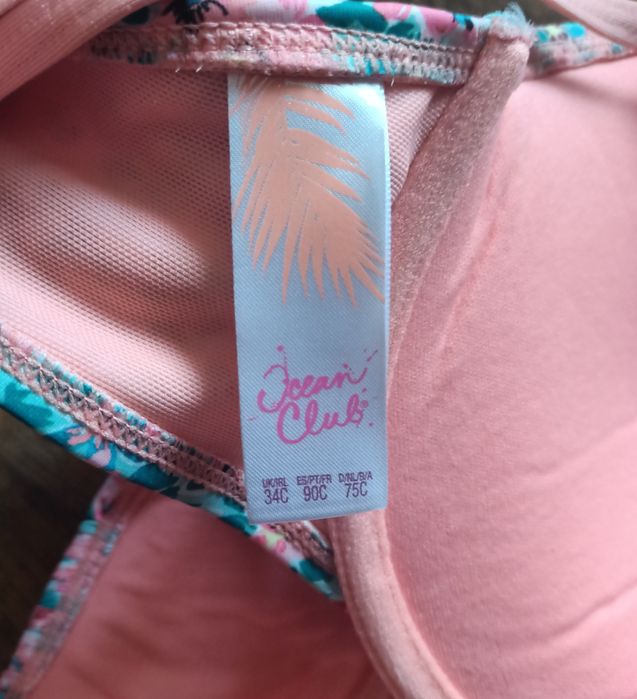 Ocean
Club
UK/IRL ES/PT/FR D/NL/B/A
34C 90C 75C